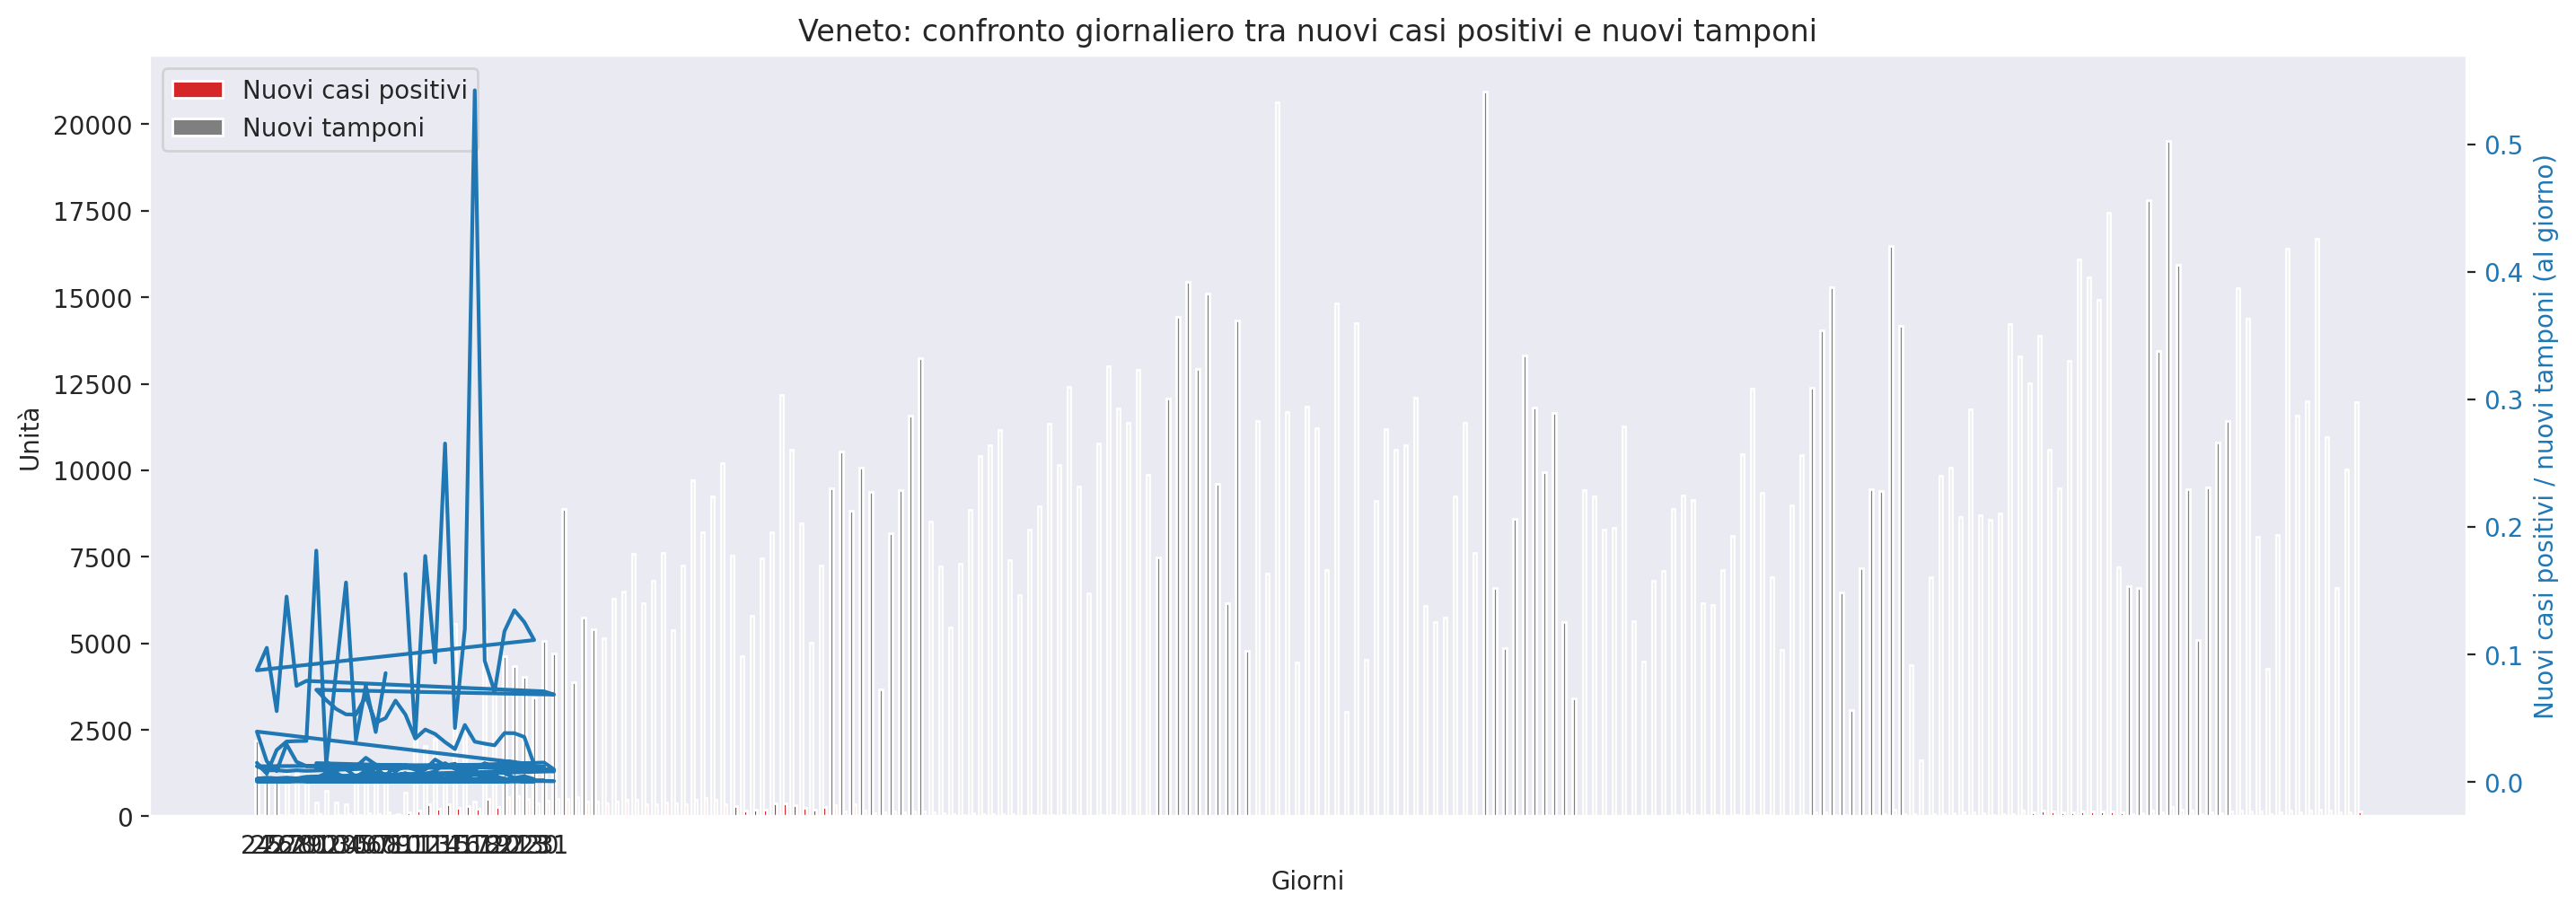 Veneto: confronto giornaliero tra nuovi casi positivi e nuovi tamponi
Nuovi casi positivi
Nuovi tamponi
20000
17500
15000
12500
10000
7500
5000
2500
0
Unità
0.5
0.4
0.3
0.2
0.1
0.0
Nuovi casi positivi / nuovi tamponi (al giorno)
Giorni